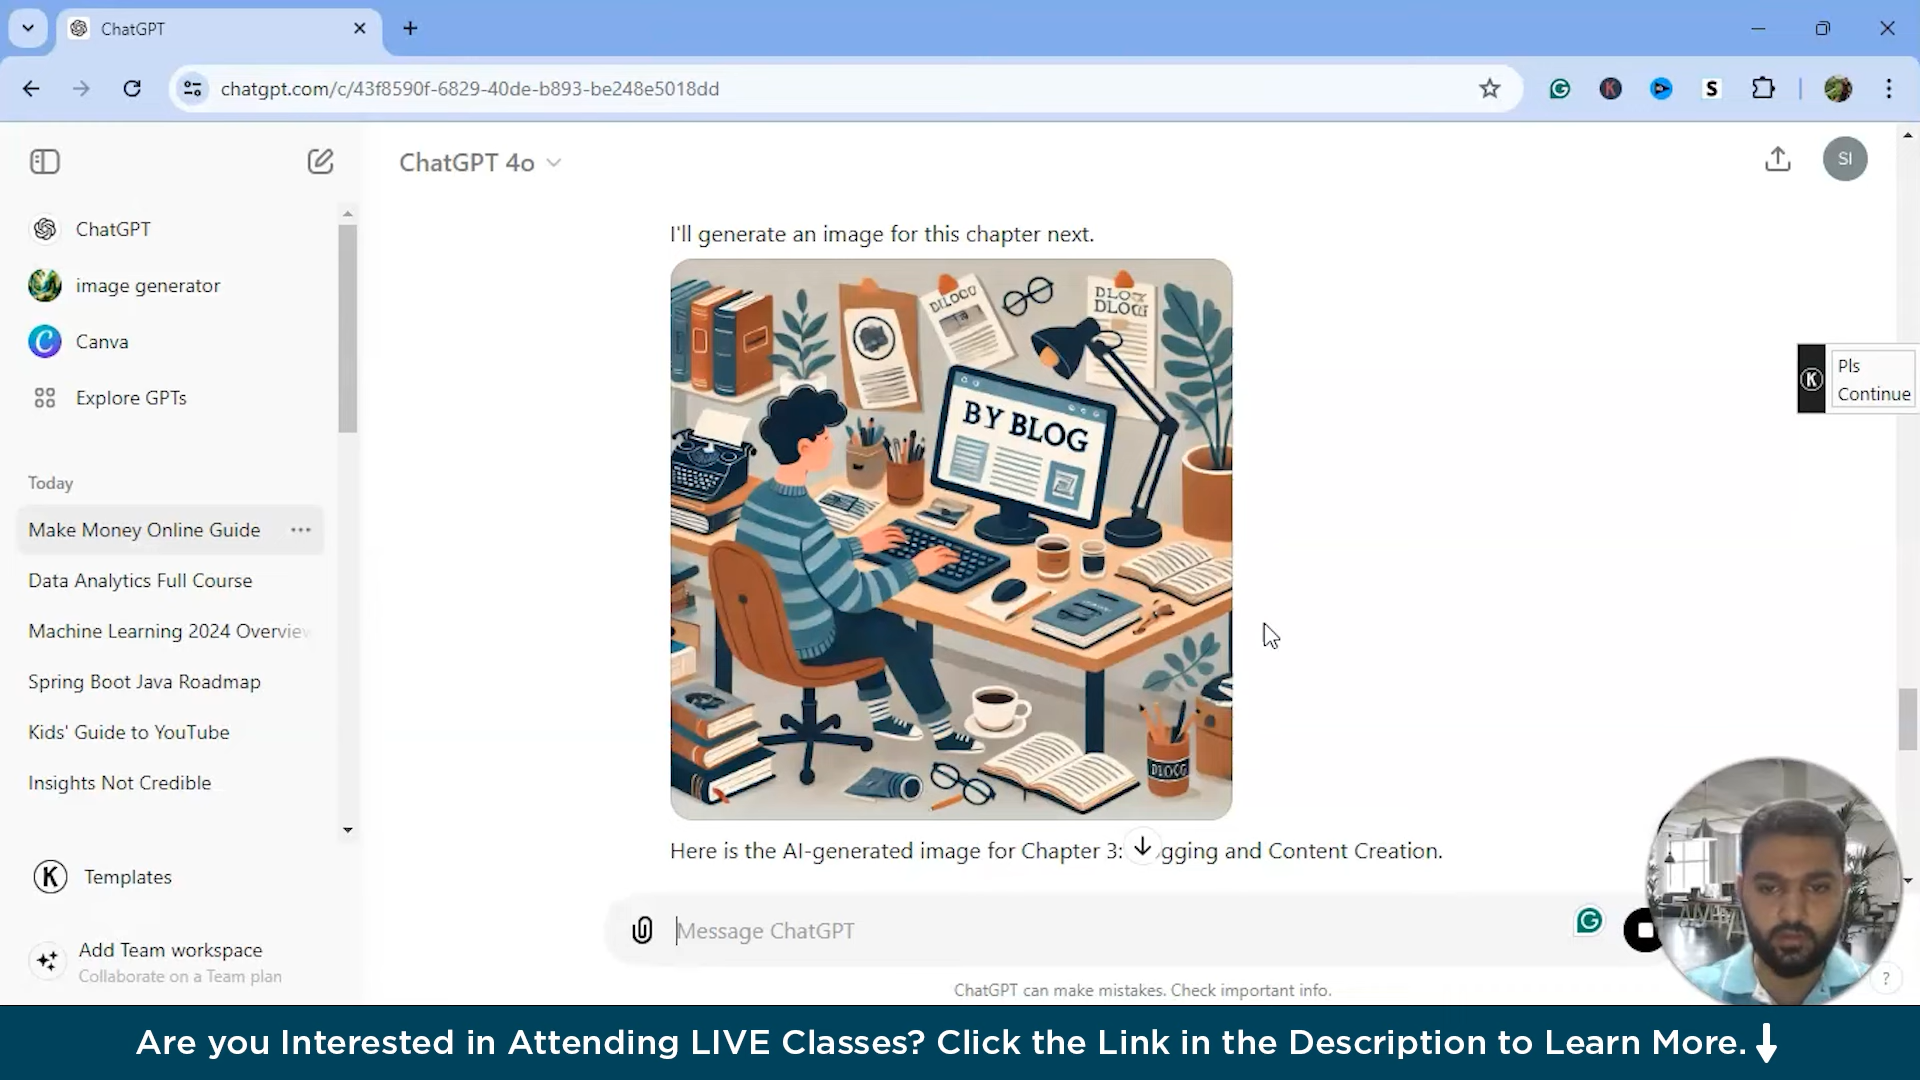 ChatGPT
chatgpt.com/c/43f8590f-6829-40de-b893-be248e5018dd
ChatGPT 4o
SI
ChatGPT
image generator
Canva
Explore GPTs
Today
Make Money Online Guide
Data Analytics Full Course
Machine Learning 2024 Overview
Spring Boot Java Roadmap
Kids' Guide to YouTube
Insights Not Credible
Templates
Add Team workspace
Collaborate on a Team plan
I'll generate an image for this chapter next.
DILOGO
DLOG
DLOGI
BY BLOG
DIOCG
Here is the AI-generated image for Chapter 3: gging and Content Creation.
Pls
Continue
Message ChatGPT
ChatGPT can make mistakes. Check important info.
?
Are you Interested in Attending LIVE Classes? Click the Link in the Description to Learn More.